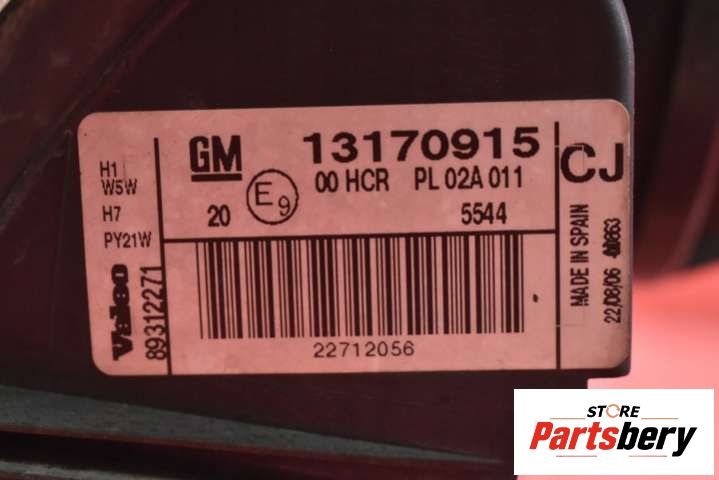 GM 13170915
20 E9 00 HCR PL 02A 011
5544
CJ
H1
W5W
H7
PY21W
Valeo
89312271
22712056
MADE IN SPAIN
22/08/06
STORE
Partsbery